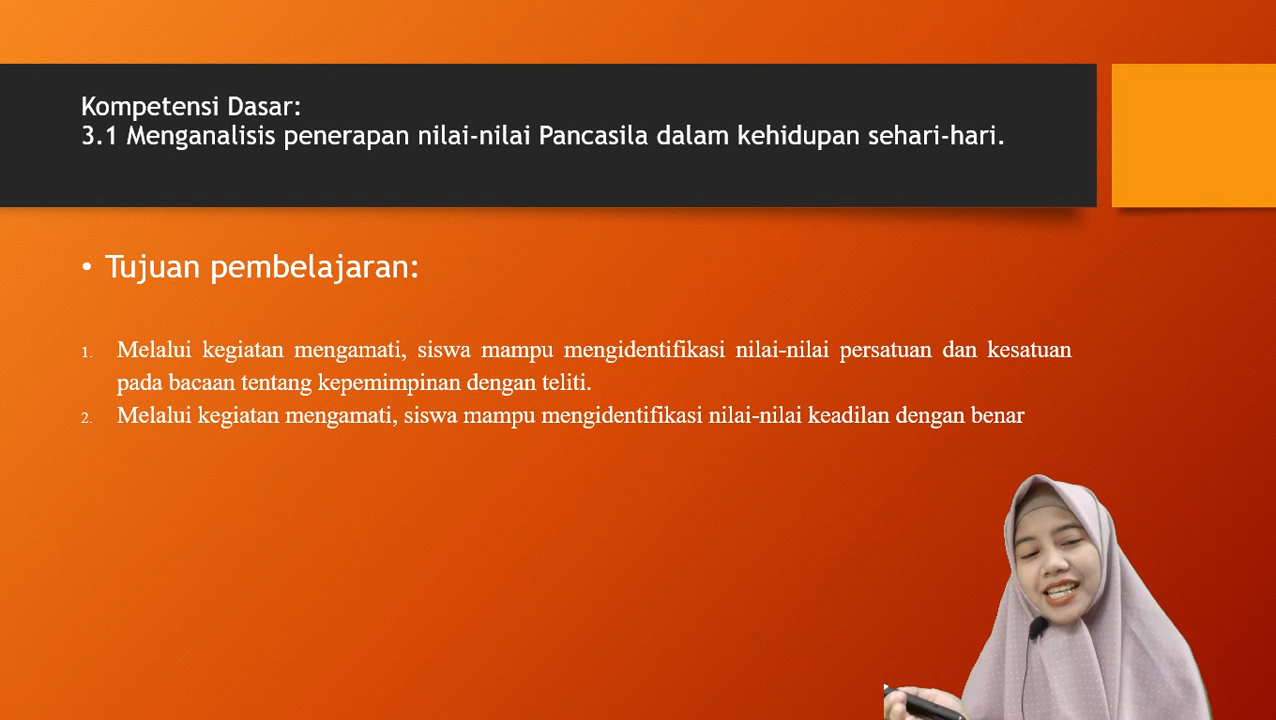 Kompetensi Dasar:
3.1 Menganalisis penerapan nilai-nilai Pancasila dalam kehidupan sehari-hari.
• Tujuan pembelajaran:
1. Melalui kegiatan mengamati, siswa mampu mengidentifikasi nilai-nilai persatuan dan kesatuan
pada bacaan tentang kepemimpinan dengan teliti.
2. Melalui kegiatan mengamati, siswa mampu mengidentifikasi nilai-nilai keadilan dengan benar